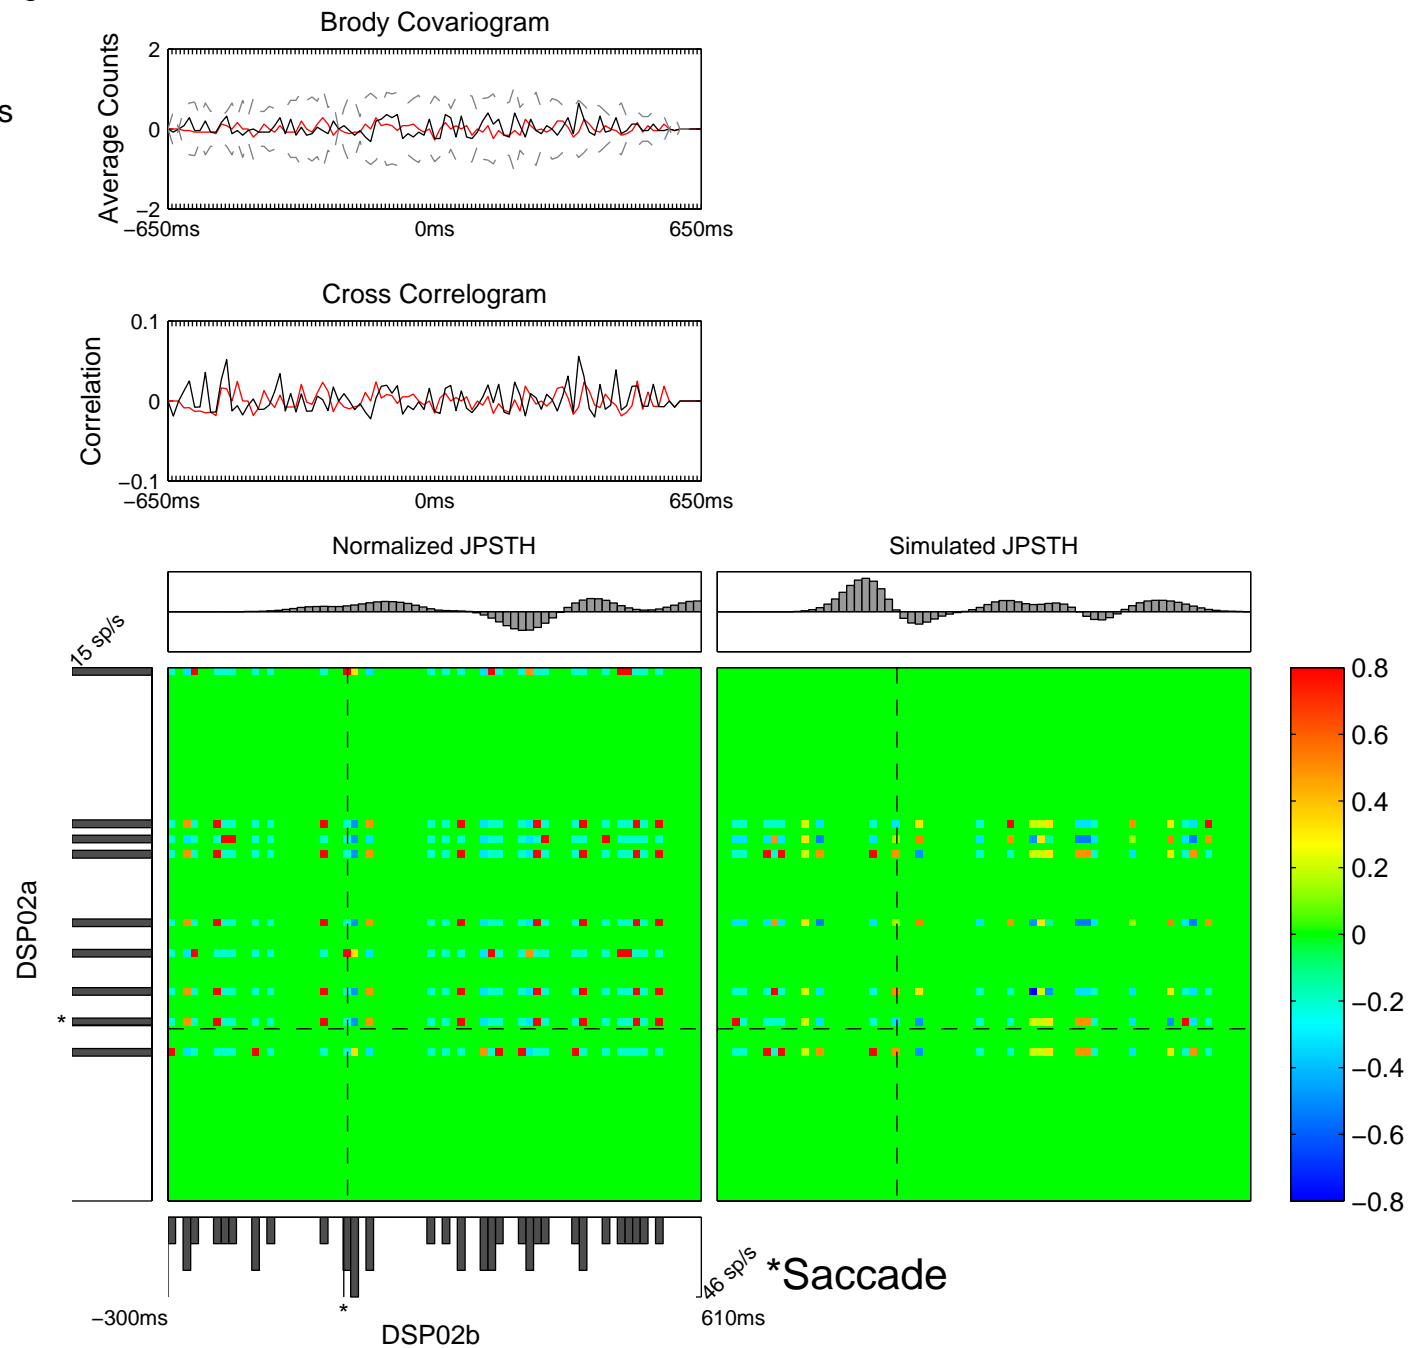 Brody Covariogram
Average Counts
2
0
−2
−650ms
0ms
650ms
s
Cross Correlogram
Correlation
0.1
0
−0.1
−650ms
0ms
650ms
Normalized JPSTH
Simulated JPSTH
15 sp/s
DSP02a
*
0.8
0.6
0.4
0.2
0
−0.2
−0.4
−0.6
−0.8
46 sp/s
*Saccade
*
−300ms
610ms
DSP02b